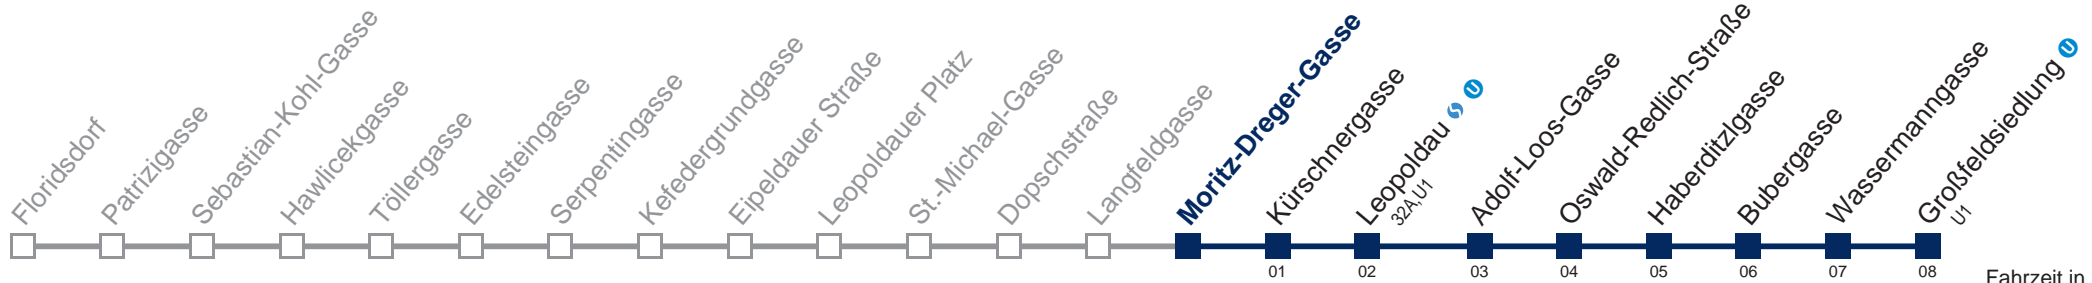 Floridsdorf
Patrizigasse
Sebastian-Kohl-Gasse
Hawlicekgasse
Töllergasse
Edelsteingasse
Serpentingasse
Kefedergrundgasse
Eipeldauer Straße
Leopoldauer Platz
St.-Michael-Gasse
Dopschstraße
Langfeldgasse
Moritz-Dreger-Gasse
Kürschnergasse
Leopoldau S U
32A,U1
Adolf-Loos-Gasse
Oswald-Redlich-Straße
Haberditzlgasse
Bubergasse
Wassermanngasse
Großfeldsiedlung U
U1
01 02 03 04 05 06 07 08
Fahrzeit in